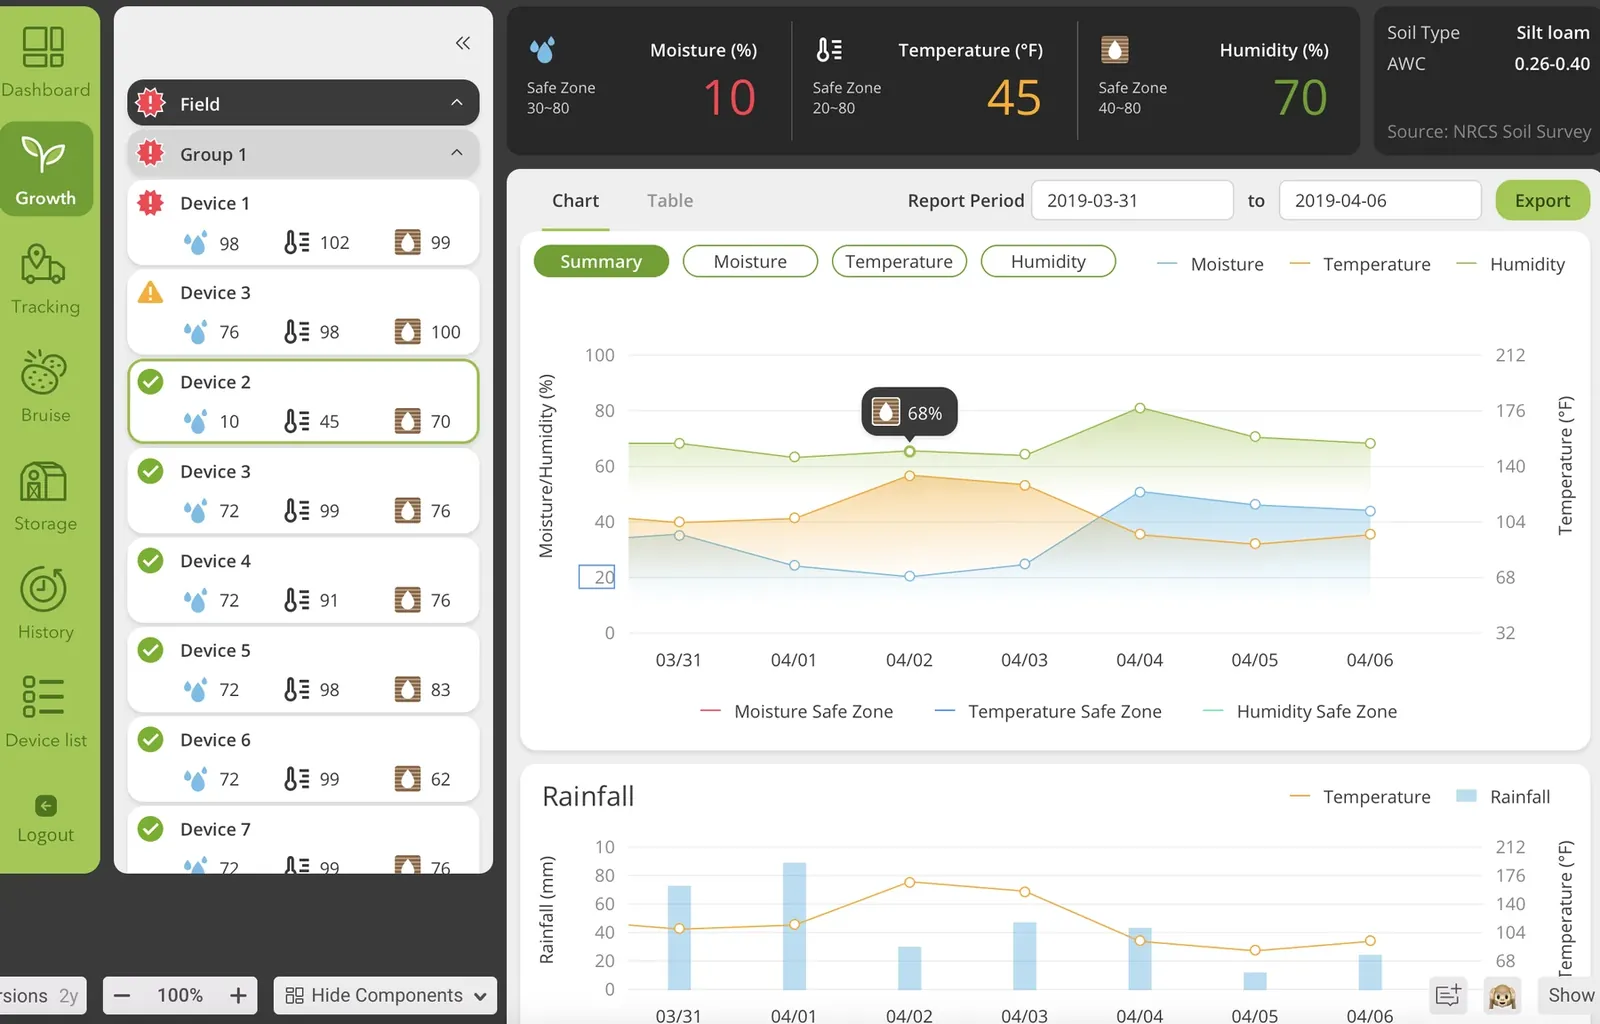 Dashboard
Growth
Tracking
Bruise
Storage
History
Device list
Logout
Field
Group 1
Device 1
98 102 99
Device 3
76 98 100
Device 2
10 45 70
Device 3
72 99 76
Device 4
72 91 76
Device 5
72 98 83
Device 6
72 99 62
Device 7
72 99 76
Moisture (%)
Safe Zone
30~80
10
Temperature (°F)
Safe Zone
20~80
45
Humidity (%)
Safe Zone
40~80
70
Soil Type Silt loam
AWC 0.26-0.40
Source: NRCS Soil Survey
Chart Table
Report Period 2019-03-31 to 2019-04-06 Export
Summary Moisture Temperature Humidity
Moisture Temperature Humidity
Moisture/Humidity (%)
100
80
60
40
20
0
68%
212
176
140
104
68
32
Temperature (°F)
03/31 04/01 04/02 04/03 04/04 04/05 04/06
Moisture Safe Zone Temperature Safe Zone Humidity Safe Zone
Rainfall
Temperature Rainfall
Rainfall (mm)
10
80
60
40
20
0
212
176
140
104
68
Temperature (°F)
03/31 04/01 04/02 04/03 04/04 04/05 04/06
rsions 2y
100%
Hide Components
Show